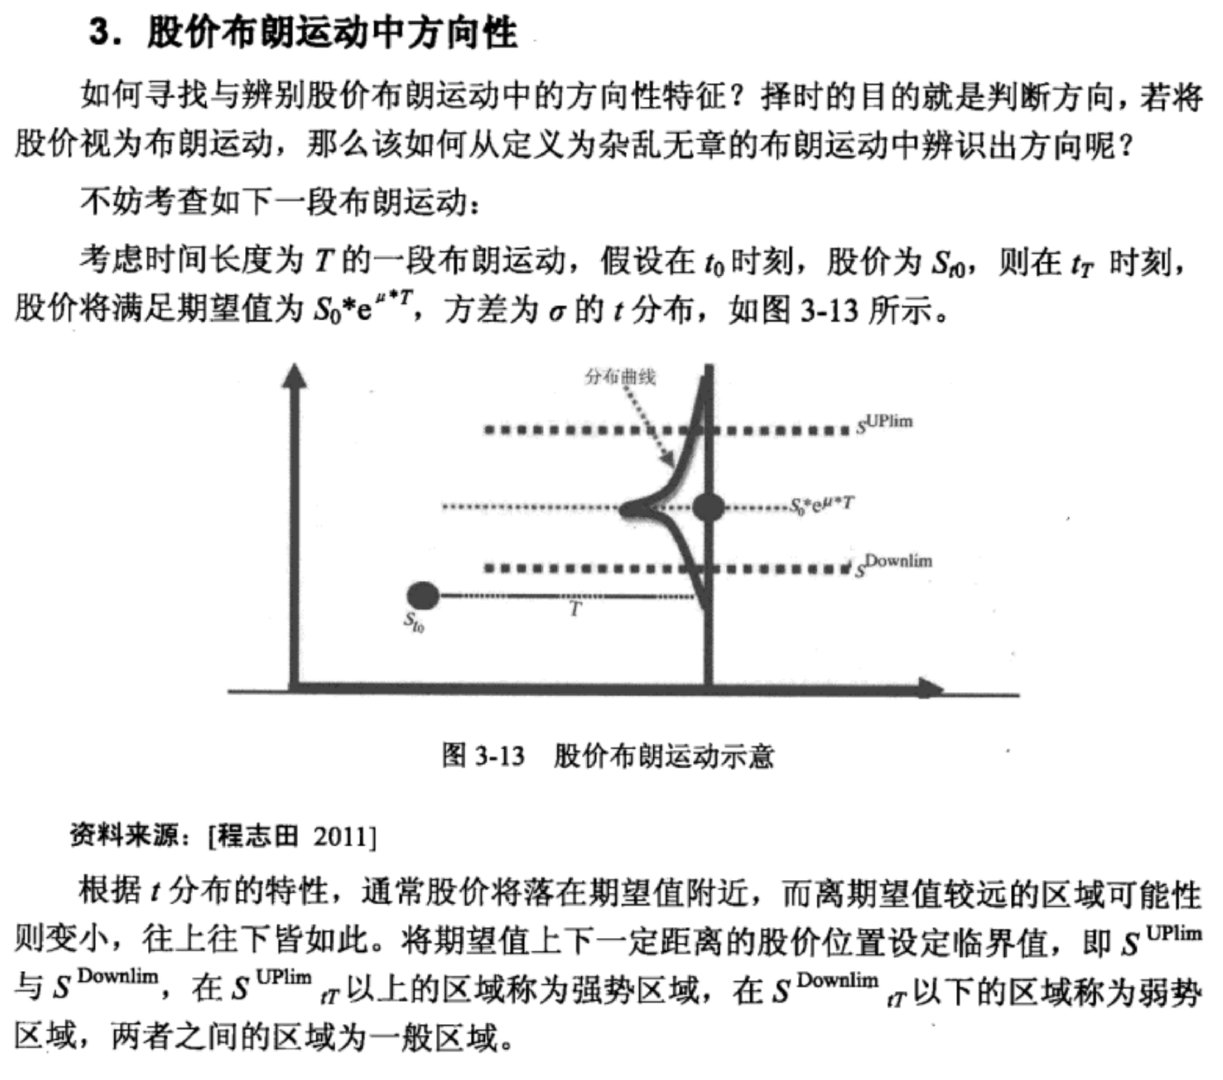 3. 股价布朗运动中方向性
如何寻找与辨别股价布朗运动中的方向性特征？择时的目的就是判断方向，若将
股价视为布朗运动，那么该如何从定义为杂乱无章的布朗运动中辨识出方向呢？
不妨考查如下一段布朗运动：
考虑时间长度为 T 的一段布朗运动，假设在 t0 时刻，股价为 St0，则在 tT 时刻，
股价将满足期望值为 S0*e^μ*T，方差为 σ 的 t 分布，如图 3-13 所示。
分布曲线
S^UPlim
S0*e^μ*T
S^Downlim
T
St0
图 3-13 股价布朗运动示意
资料来源：[程志田 2011]
根据 t 分布的特性，通常股价将落在期望值附近，而离期望值较远的区域可能性
则变小，往上往下皆如此。将期望值上下一定距离的股价位置设定临界值，即 S^UPlim
与 S^Downlim，在 S^UPlim tT 以上的区域称为强势区域，在 S^Downlim tT 以下的区域称为弱势
区域，两者之间的区域为一般区域。